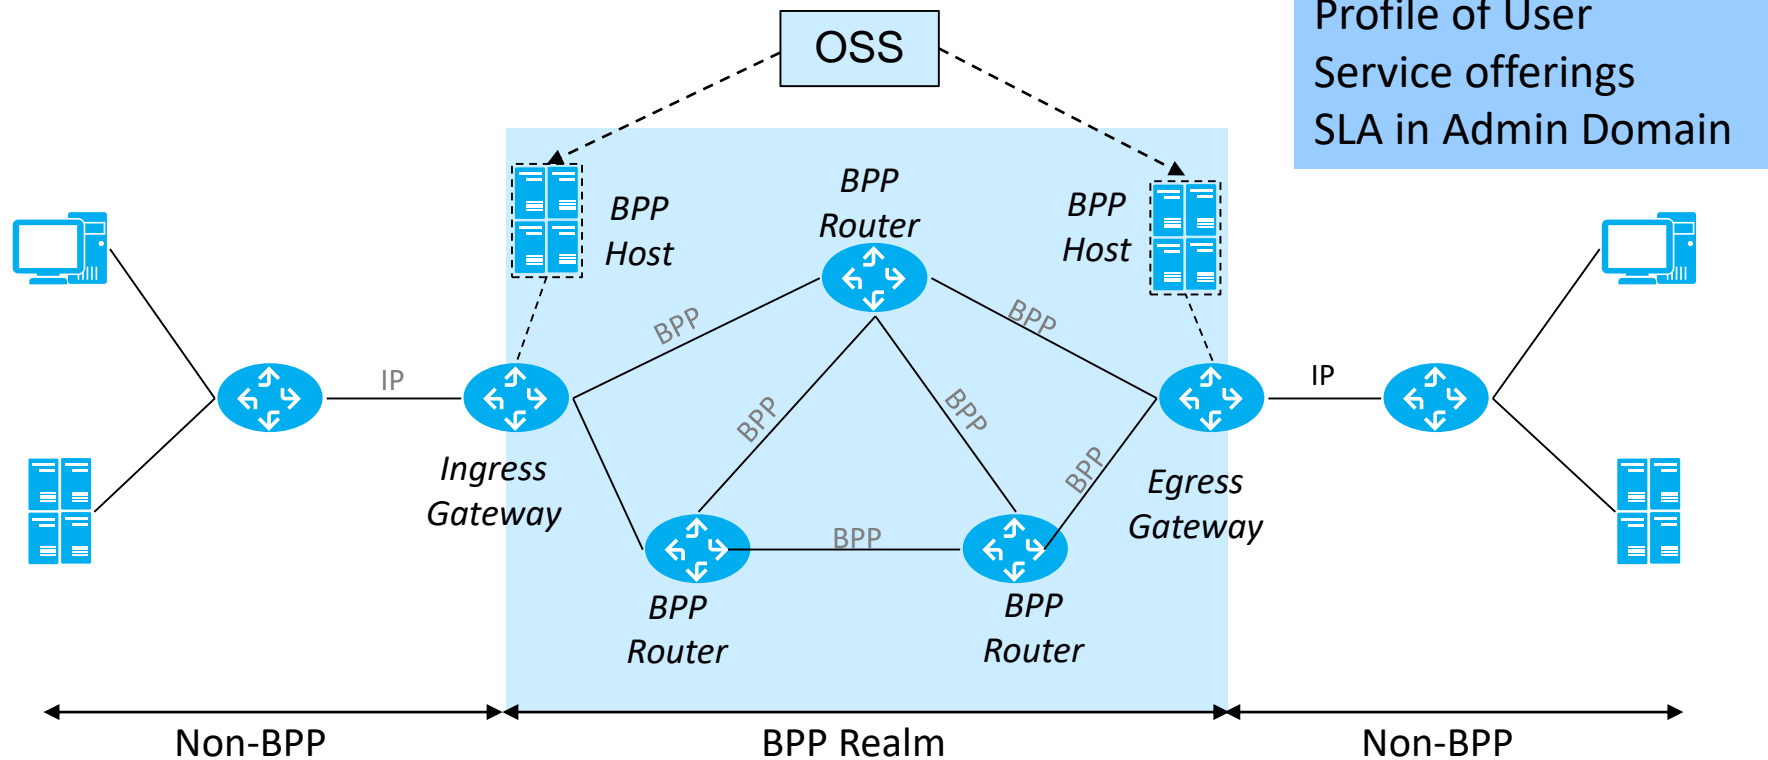 OSS
Profile of User
Service offerings
SLA in Admin Domain
BPP
Host
BPP
Router
BPP
Host
BPP
BPP
IP
IP
BPP
BPP
BPP
Ingress
Gateway
Egress
Gateway
BPP
BPP
Router
BPP
Router
Non-BPP
BPP Realm
Non-BPP